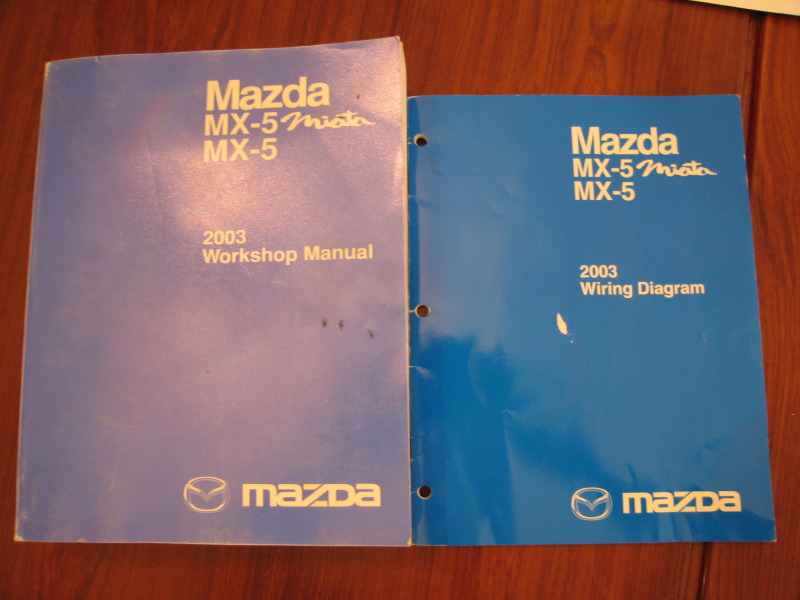 Mazda
MX-5 Miata
MX-5
2003
Workshop Manual
mazda
Mazda
MX-5 Miata
MX-5
2003
Wiring Diagram
mazda